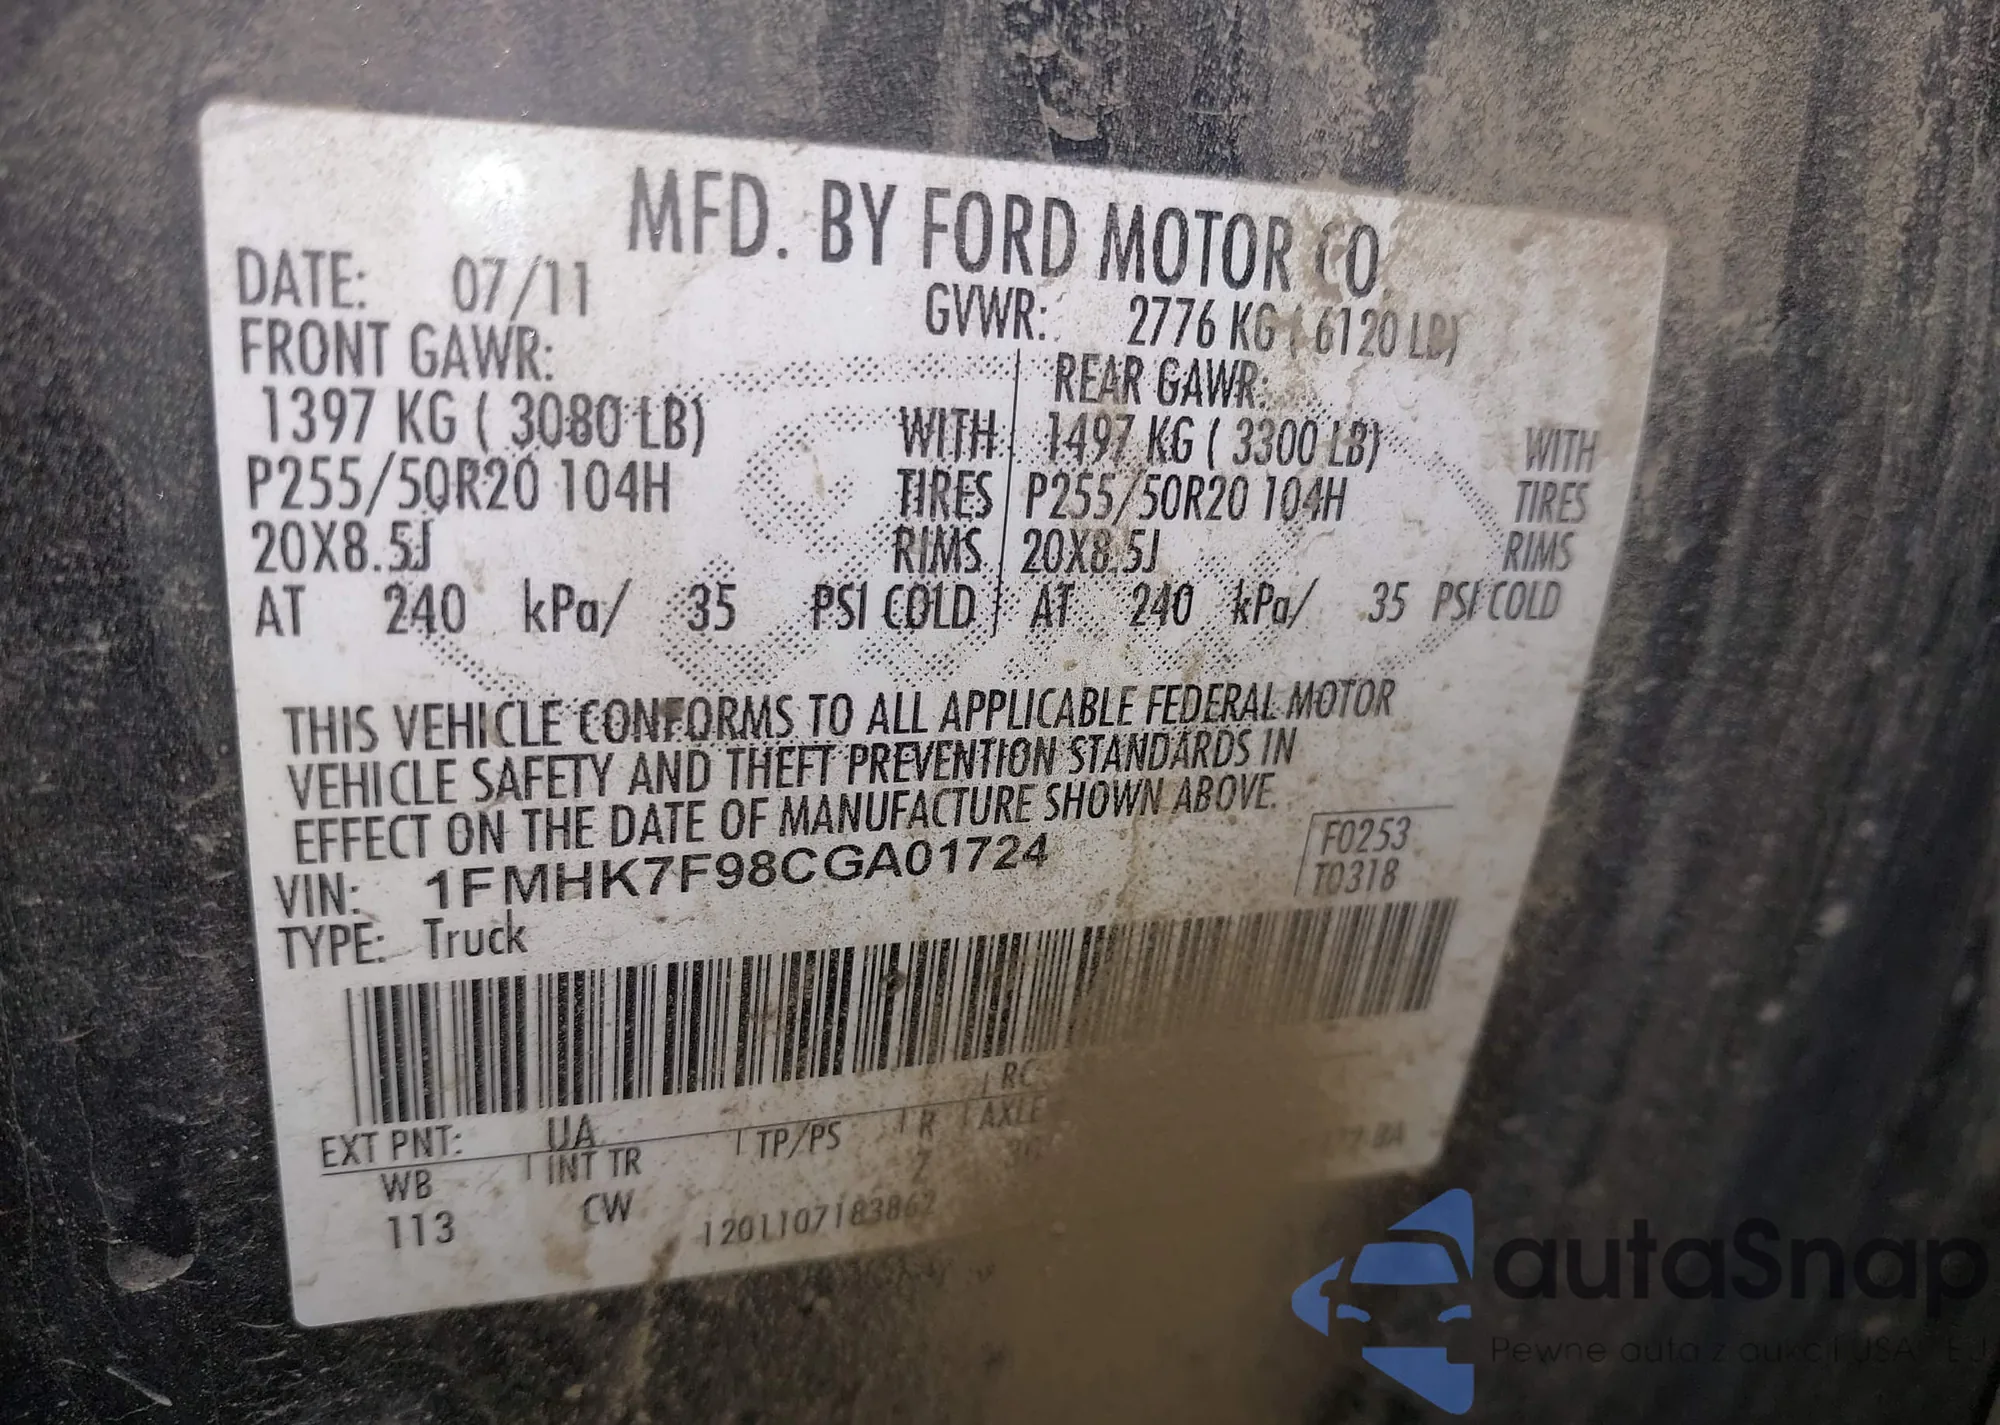 MFD. BY FORD MOTOR CO.
DATE: 07/11 GVWR: 2776 KG ( 6120 LB)
FRONT GAWR: REAR GAWR:
1397 KG ( 3080 LB) WITH 1497 KG ( 3300 LB) WITH
P255/50R20 104H TIRES P255/50R20 104H TIRES
20X8.5J RIMS 20X8.5J RIMS
AT 240 kPa/ 35 PSI COLD AT 240 kPa/ 35 PSI COLD
THIS VEHICLE CONFORMS TO ALL APPLICABLE FEDERAL MOTOR
VEHICLE SAFETY AND THEFT PREVENTION STANDARDS IN
EFFECT ON THE DATE OF MANUFACTURE SHOWN ABOVE.
VIN: 1FMHK7F98CGA01724 F0253
TYPE: Truck T0318
EXT PNT: UA RC:
WB INT TR TP/PS R AXLE
113 CW Z
autaSnap
Pewne auta z aukcji USA